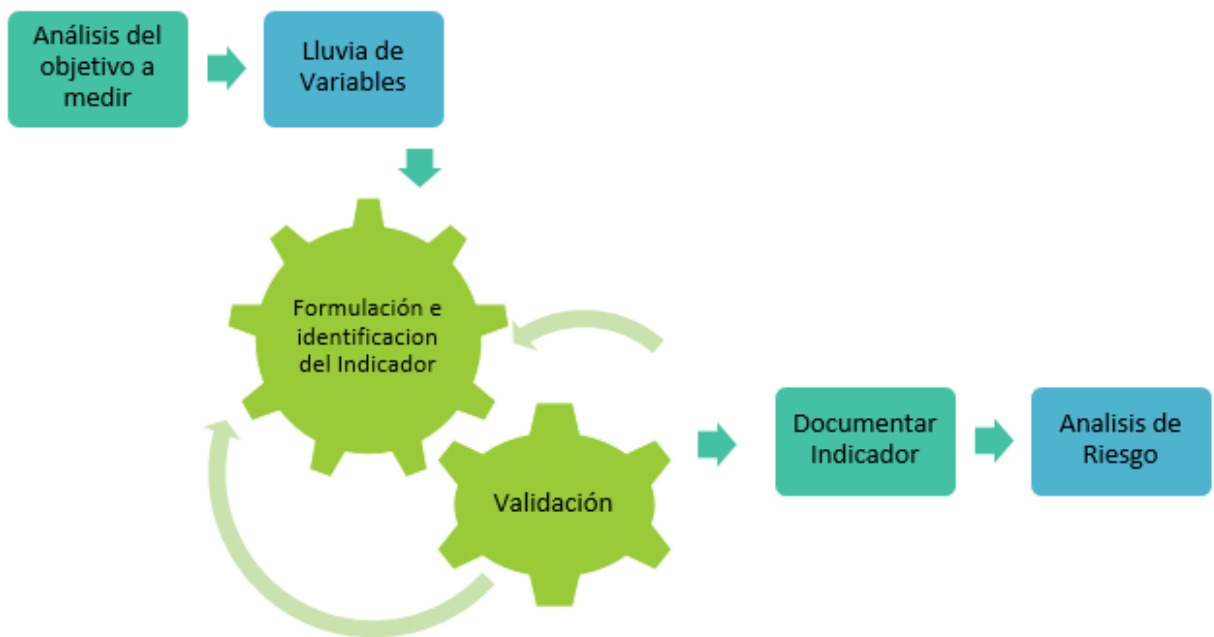 Análisis del
objetivo a
medir
Lluvia de
Variables
Formulación e
identificacion
del Indicador
Validación
Documentar
Indicador
Analisis de
Riesgo